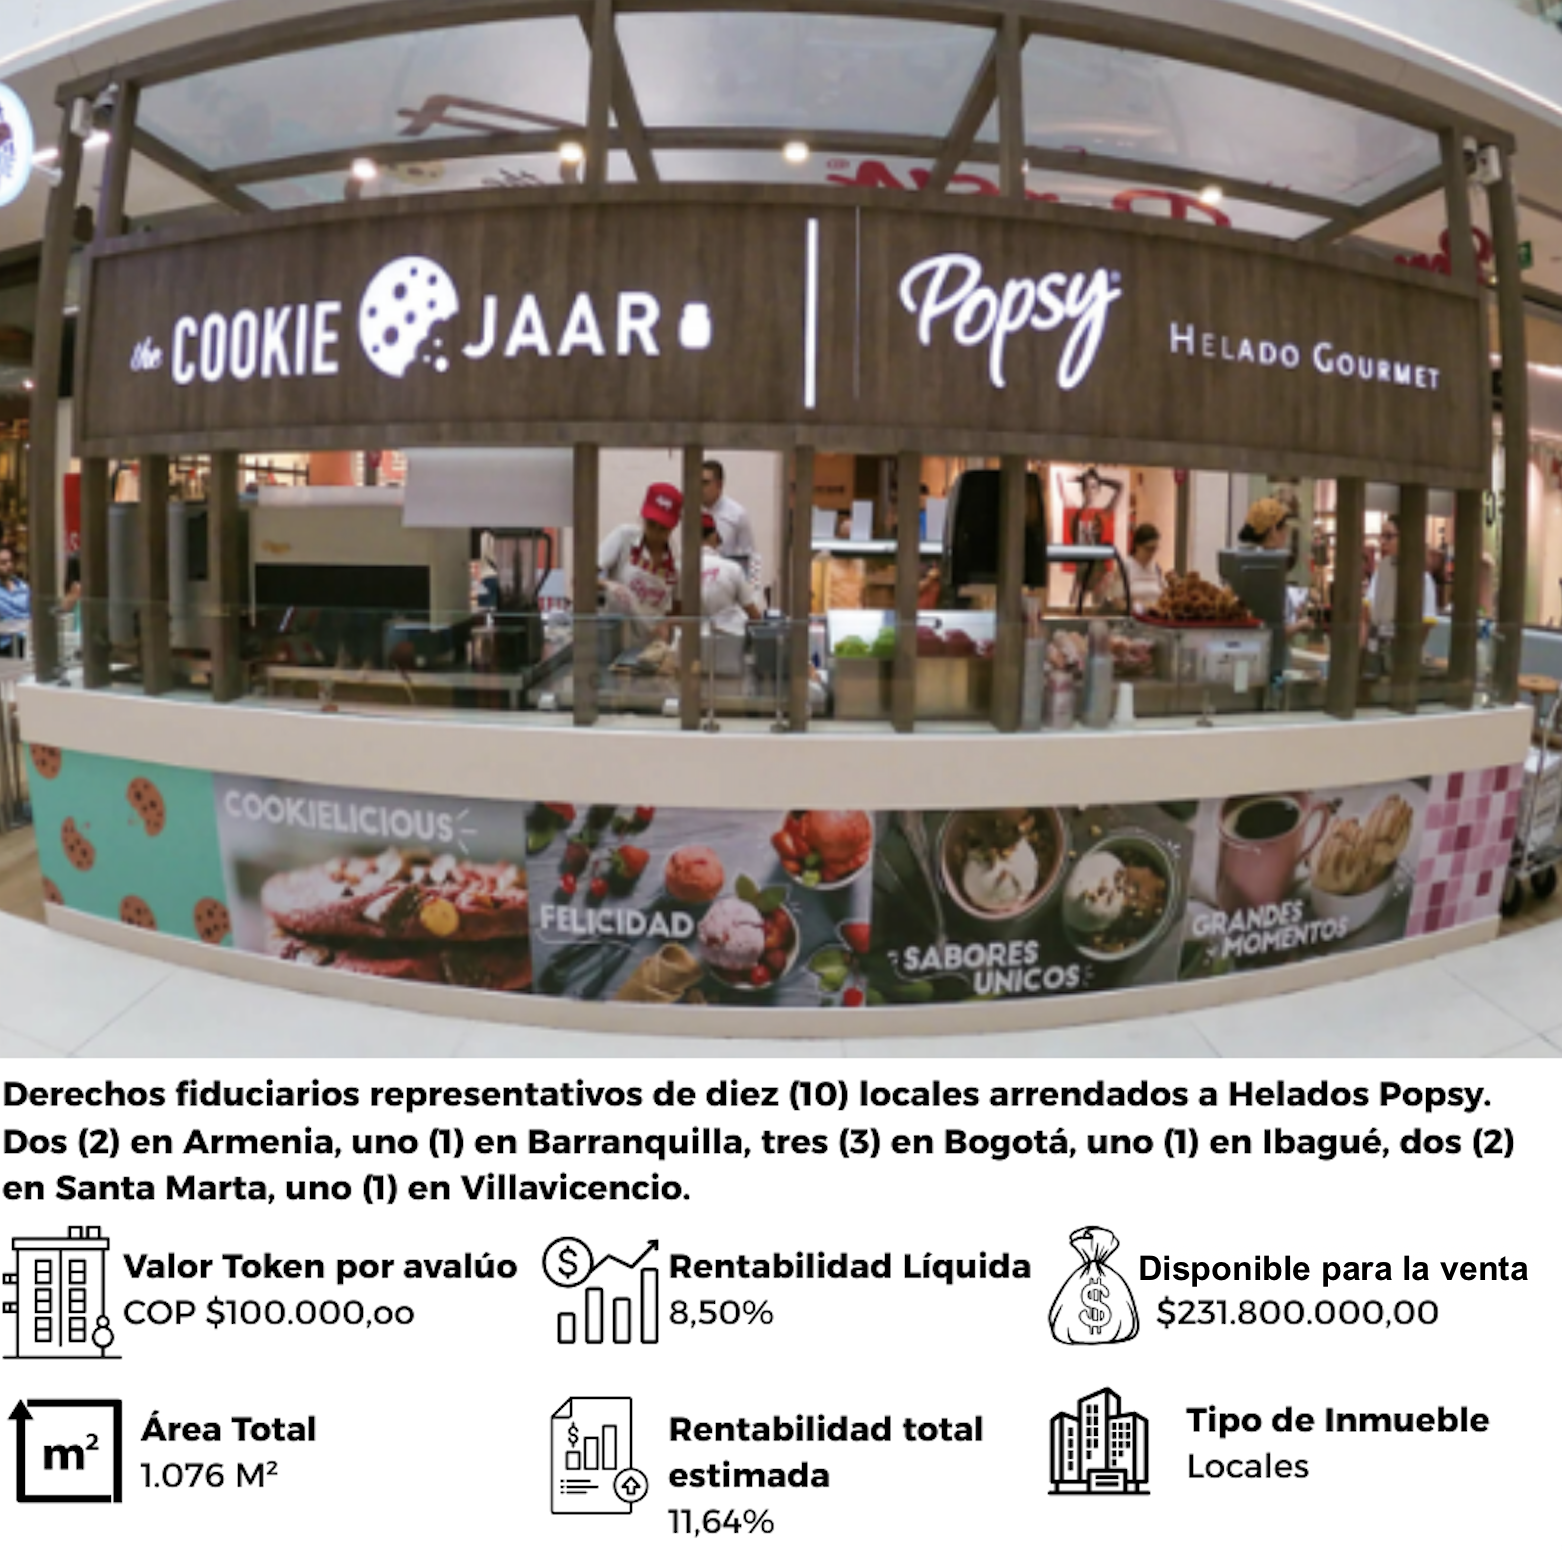 the COOKIE JAAR
Popsy
HELADO GOURMET
COOKIELICIOUS
FELICIDAD
SABORES
UNICOS
GRANDES
Y MOMENTOS
Derechos fiduciarios representativos de diez (10) locales arrendados a Helados Popsy.
Dos (2) en Armenia, uno (1) en Barranquilla, tres (3) en Bogotá, uno (1) en Ibagué, dos (2)
en Santa Marta, uno (1) en Villavicencio.
Valor Token por avalúo
COP $100.000,oo
Rentabilidad Líquida
8,50%
Disponible para la venta
$231.800.000,00
m²
Área Total
1.076 M²
$
Rentabilidad total
estimada
11,64%
Tipo de Inmueble
Locales